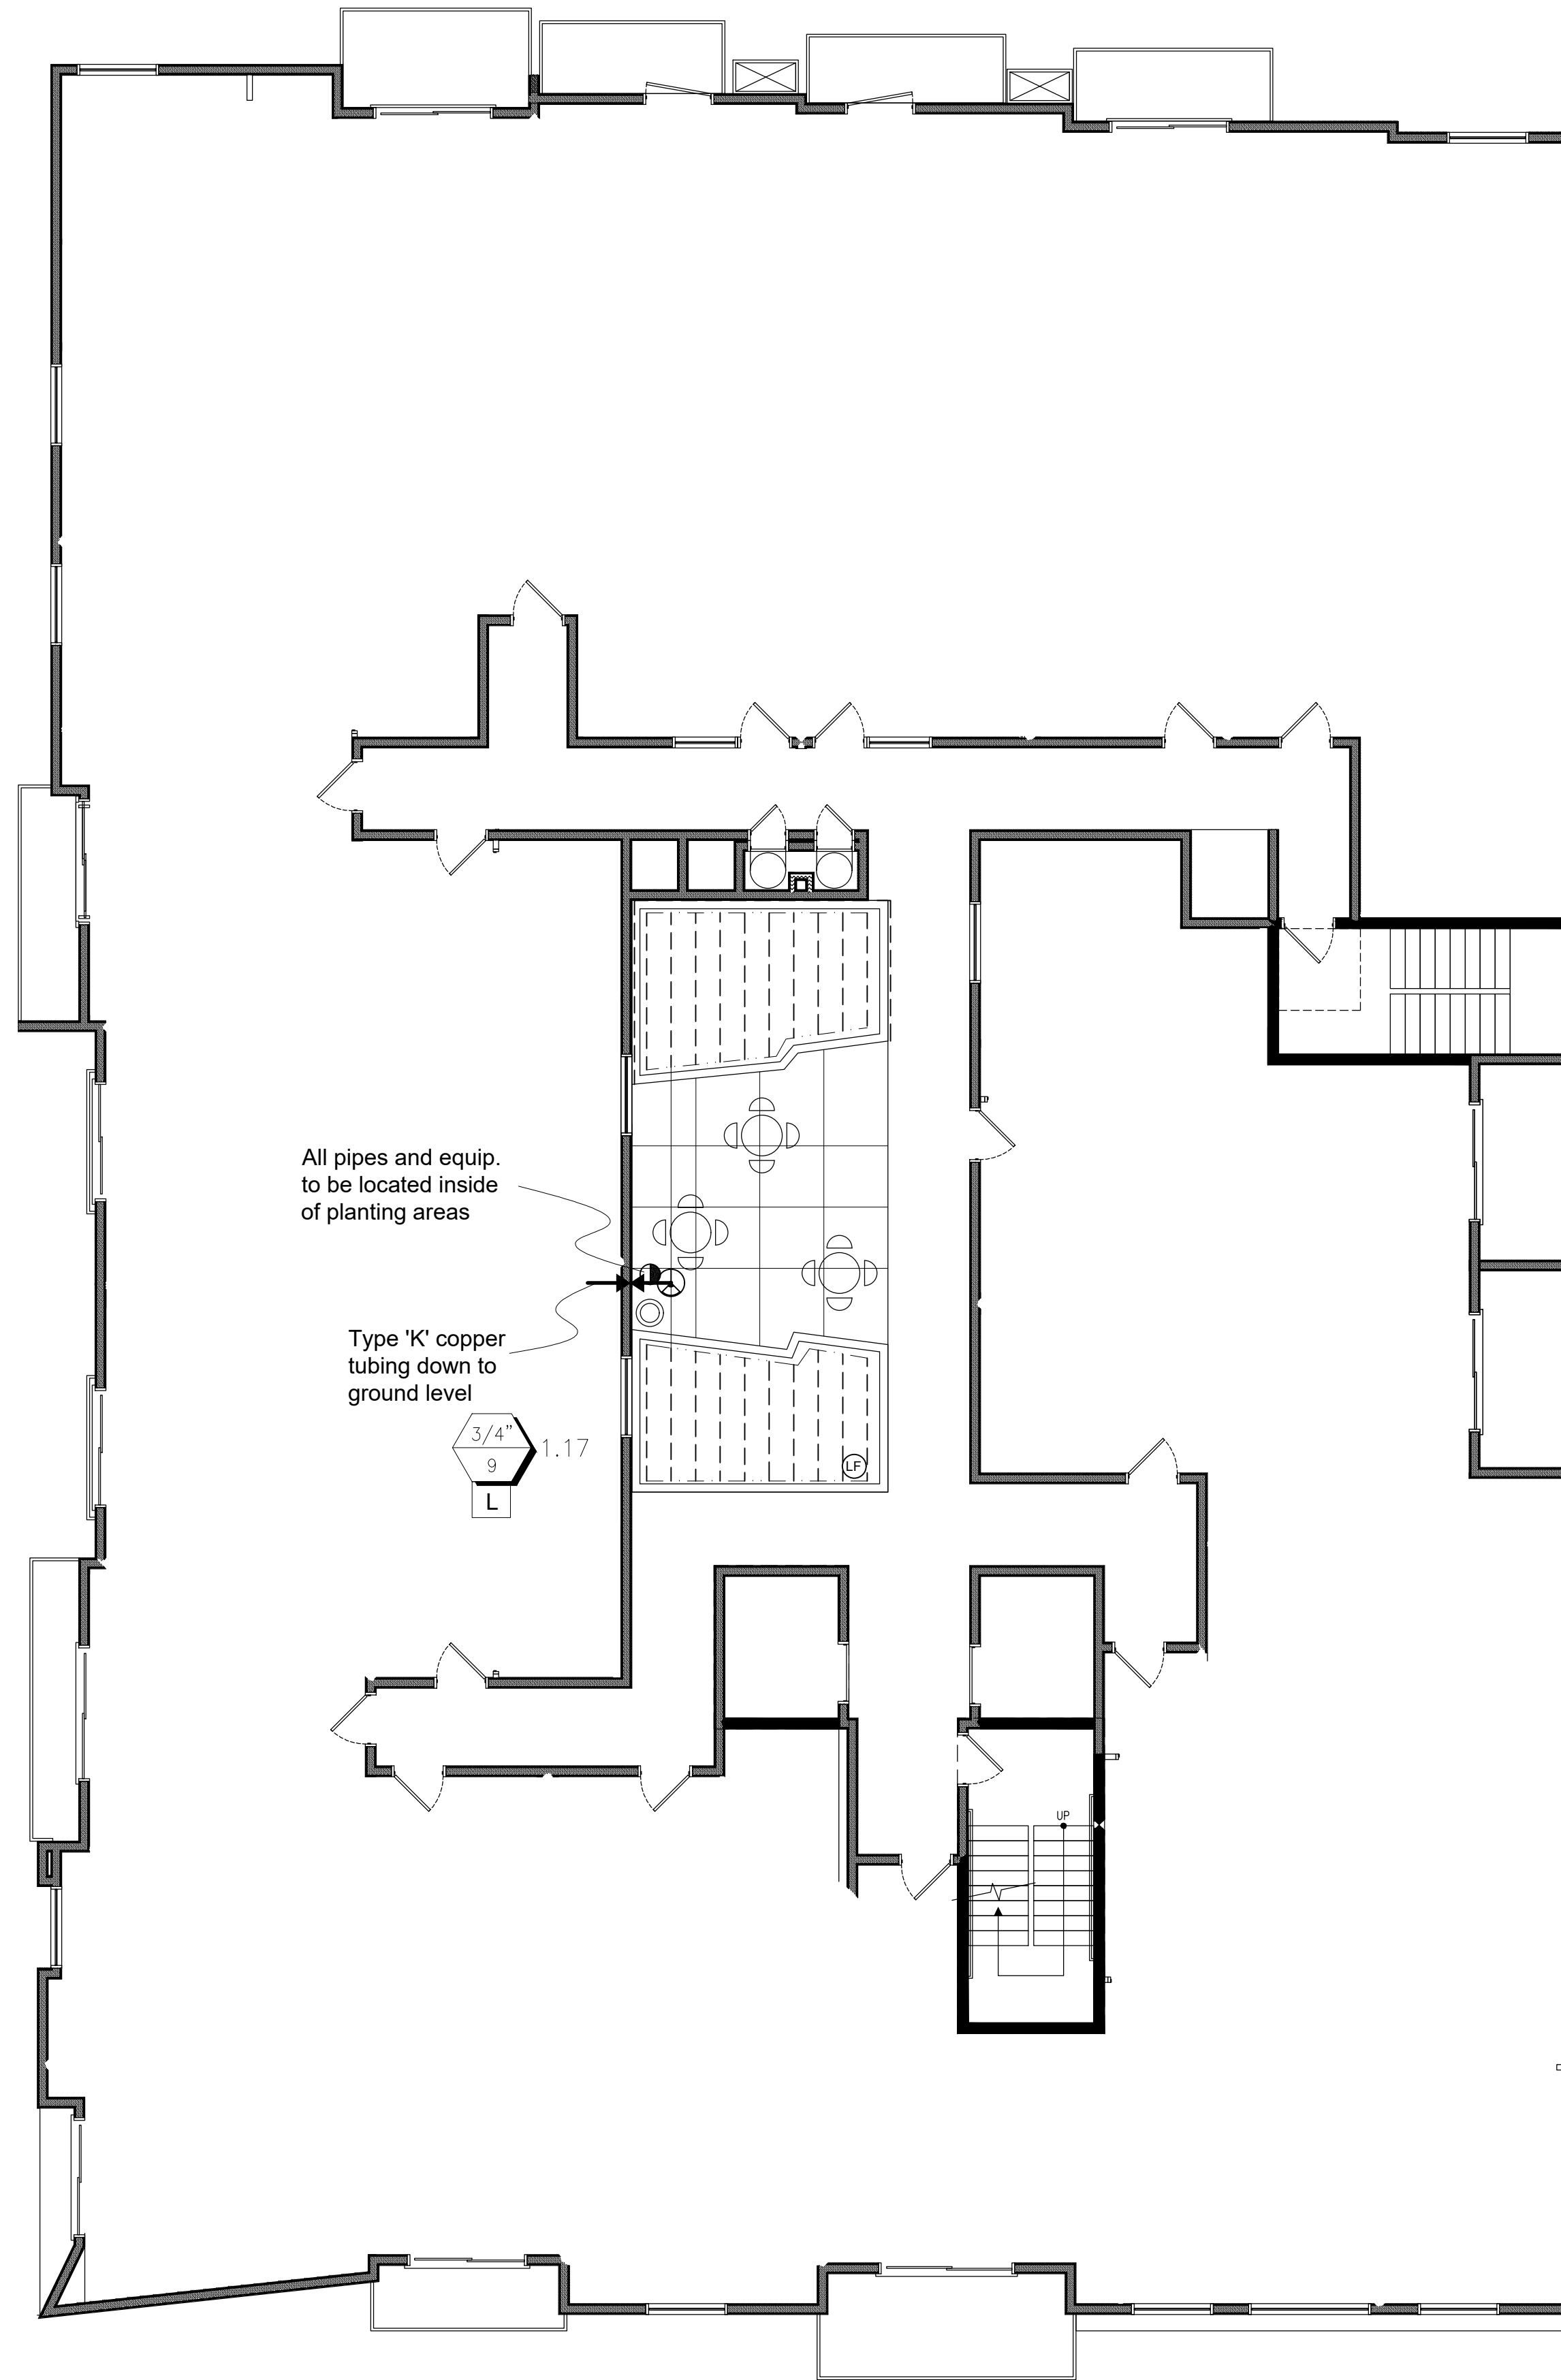 All pipes and equip.
to be located inside
of planting areas
Type 'K' copper
tubing down to
ground level
3/4"
1.17
9
L
LF
UP